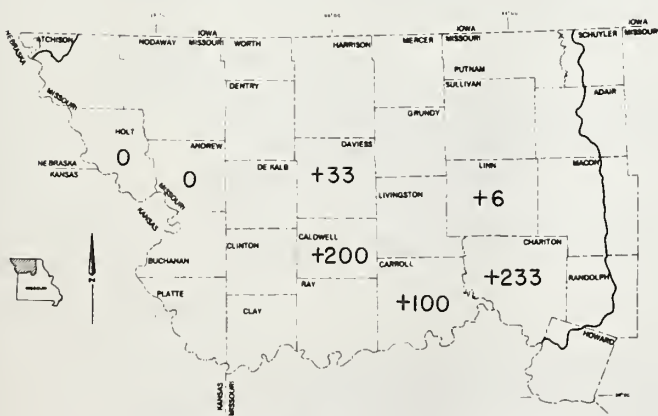 IOWA
MISSOURI
IOWA
MISSOURI
IOWA
MISSOURI
NEBRASKA
ATCHISON
NODAWAY
WORTH
HARRISON
MERCER
PUTNAM
SCHUYLER
MISSOURI
DENTRY
SULLIVAN
ADAIR
HOLT
0
GRUNDY
ANDREW
0
DAVIESS
+33
DE KALB
LINN
+6
MACON
NEBRASKA
KANSAS
MISSOURI
KANSAS
LIVINGSTON
CLINTON
CALDWELL
+200
CHARITON
+233
BUCHANAN
CARROLL
+100
RANDOLPH
PLATTE
RAY
CLAY
HOWARD
N
MISSOURI
KANSAS
MISSOURI